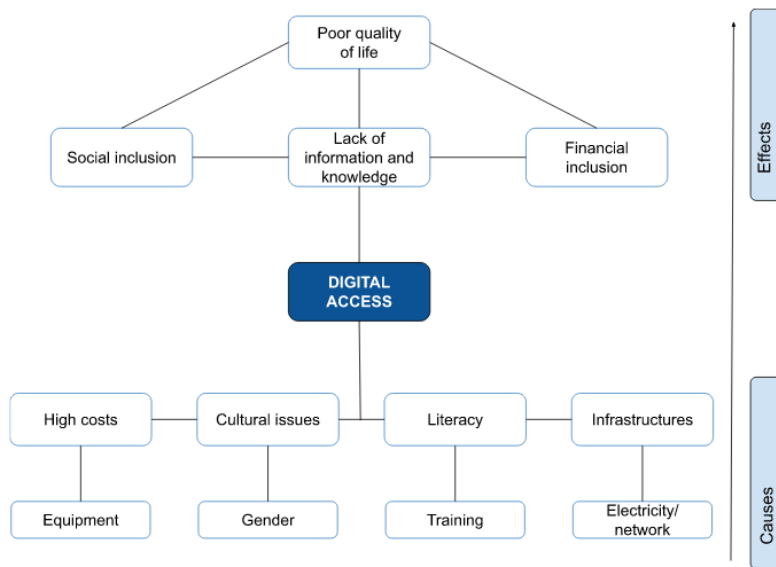 Poor quality
of life
Effects
Social inclusion
Lack of
information and
knowledge
Financial
inclusion
DIGITAL
ACCESS
High costs
Cultural issues
Literacy
Infrastructures
Causes
Equipment
Gender
Training
Electricity/
network